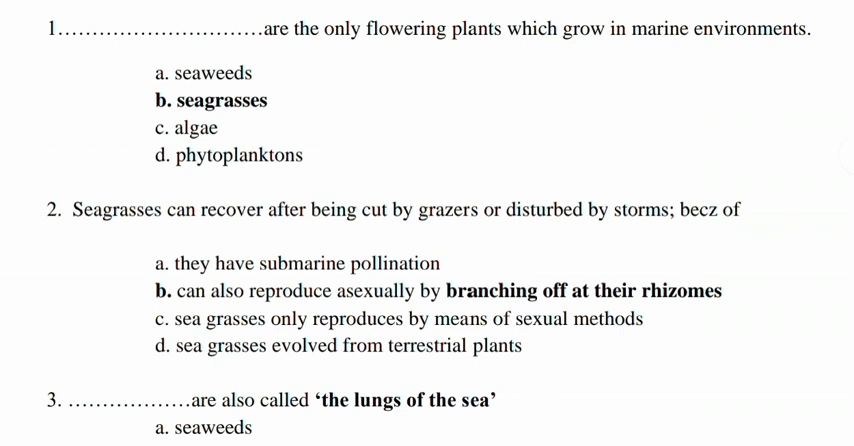 1…………………………are the only flowering plants which grow in marine environments.
a. seaweeds
b. seagrasses
c. algae
d. phytoplanktons
2. Seagrasses can recover after being cut by grazers or disturbed by storms; becz of
a. they have submarine pollination
b. can also reproduce asexually by branching off at their rhizomes
c. sea grasses only reproduces by means of sexual methods
d. sea grasses evolved from terrestrial plants
3. ………………are also called ‘the lungs of the sea’
a. seaweeds